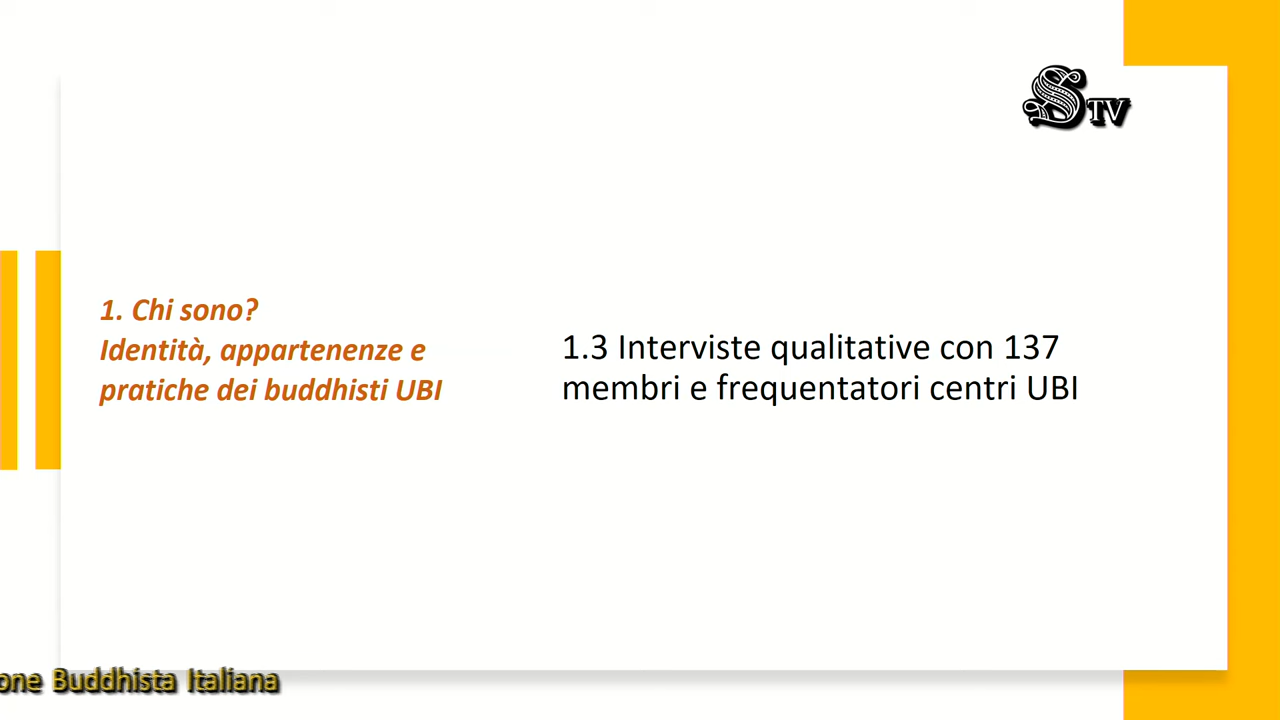 S TV
1. Chi sono?
Identità, appartenenze e
pratiche dei buddhisti UBI
1.3 Interviste qualitative con 137
membri e frequentatori centri UBI
one Buddhista Italiana